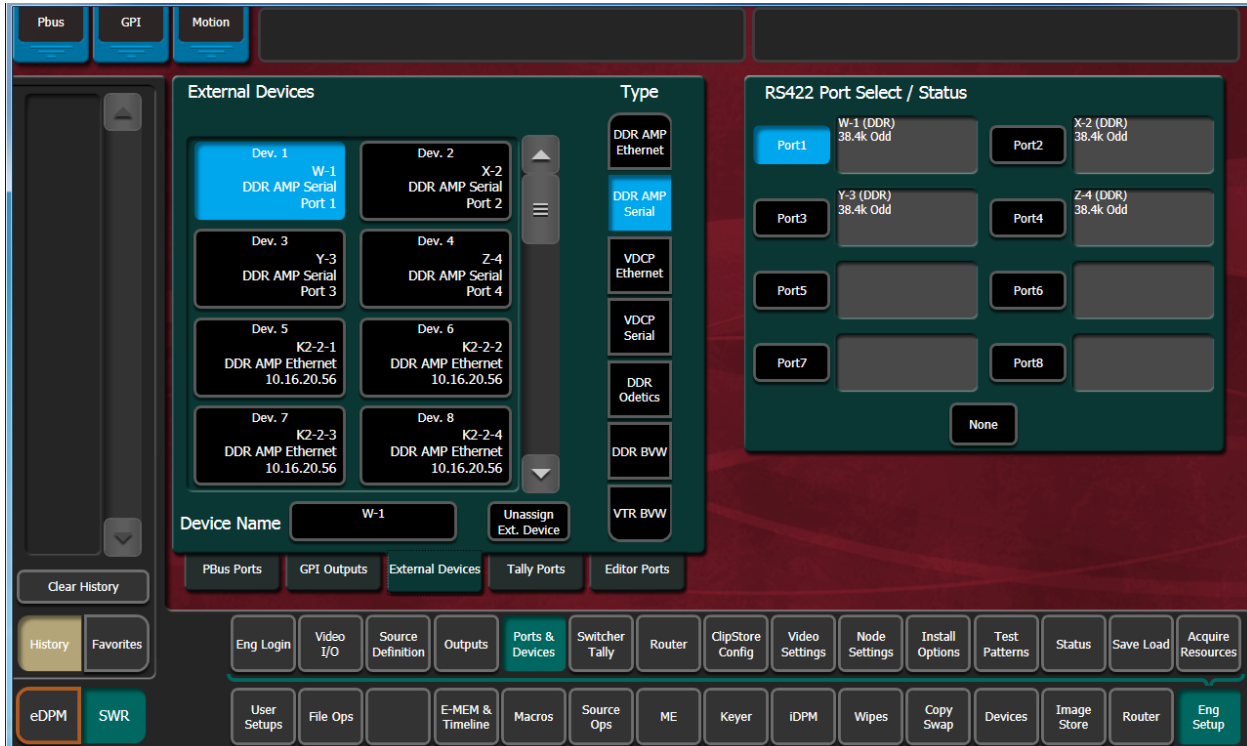 Pbus
GPI
Motion
External Devices
Type
RS422 Port Select / Status
Dev. 1
W-1
DDR AMP Serial
Port 1
Dev. 2
X-2
DDR AMP Serial
Port 2
Dev. 3
Y-3
DDR AMP Serial
Port 3
Dev. 4
Z-4
DDR AMP Serial
Port 4
Dev. 5
K2-2-1
DDR AMP Ethernet
10.16.20.56
Dev. 6
K2-2-2
DDR AMP Ethernet
10.16.20.56
Dev. 7
K2-2-3
DDR AMP Ethernet
10.16.20.56
Dev. 8
K2-2-4
DDR AMP Ethernet
10.16.20.56
DDR AMP
Ethernet
DDR AMP
Serial
VDCP
Ethernet
VDCP
Serial
DDR
Odetics
DDR BVW
VTR BVW
Port1
W-1 (DDR)
38.4k Odd
Port2
X-2 (DDR)
38.4k Odd
Port3
Y-3 (DDR)
38.4k Odd
Port4
Z-4 (DDR)
38.4k Odd
Port5
Port6
Port7
Port8
None
Device Name
W-1
Unassign
Ext. Device
PBus Ports
GPI Outputs
External Devices
Tally Ports
Editor Ports
Clear History
History
Favorites
Eng Login
Video
I/O
Source
Definition
Outputs
Ports &
Devices
Switcher
Tally
Router
ClipStore
Config
Video
Settings
Node
Settings
Install
Options
Test
Patterns
Status
Save Load
Acquire
Resources
eDPM
SWR
User
Setups
File Ops
E-MEM &
Timeline
Macros
Source
Ops
ME
Keyer
iDPM
Wipes
Copy
Swap
Devices
Image
Store
Router
Eng
Setup